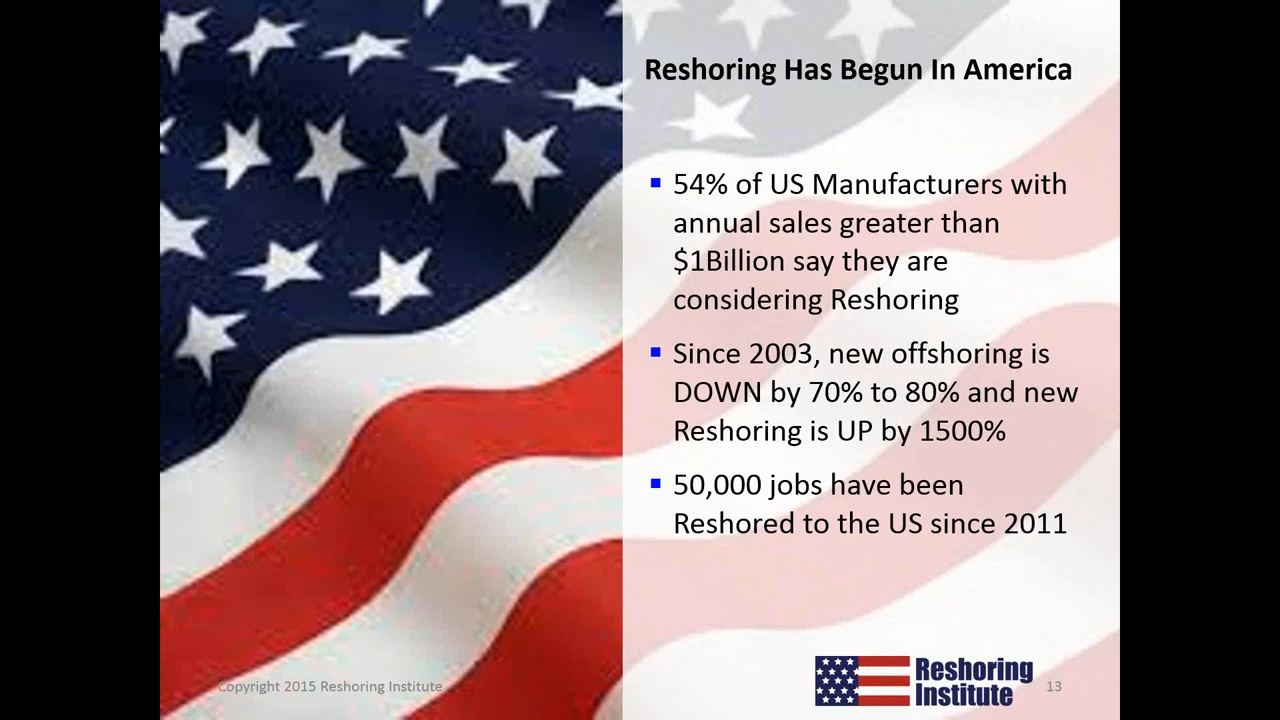 Reshoring Has Begun In America
54% of US Manufacturers with
annual sales greater than
$1Billion say they are
considering Reshoring
Since 2003, new offshoring is
DOWN by 70% to 80% and new
Reshoring is UP by 1500%
50,000 jobs have been
Reshored to the US since 2011
Copyright 2015 Reshoring Institute
Reshoring
Institute
13